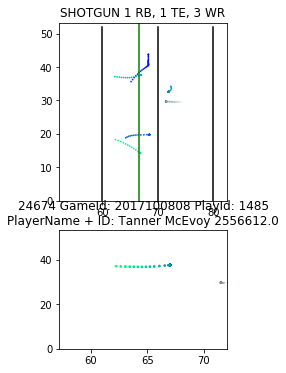 SHOTGUN 1 RB, 1 TE, 3 WR
50
40
30
20
10
0
60 70 80
24674 GameId: 2017100808 PlayId: 1485
PlayerName + ID: Tanner McEvoy 2556612.0
40
20
0
60 65 70